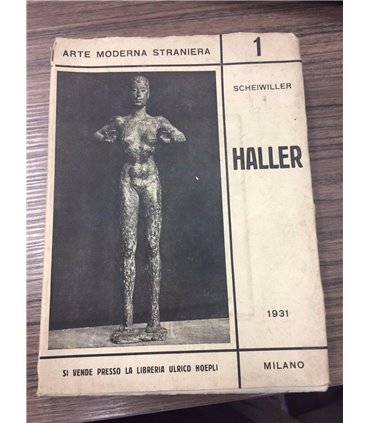 ARTE MODERNA STRANIERA
1
SCHEIWILLER
HALLER
1931
SI VENDE PRESSO LA LIBRERIA ULRICO HOEPLI
MILANO